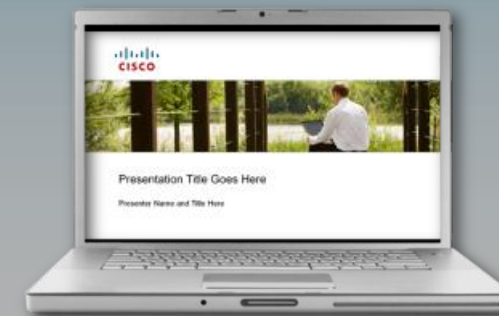 CISCO
Presentation Title Goes Here
Presenter Name and Title Here